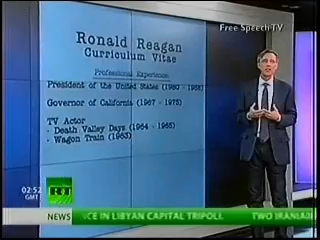 Free Speech TV
Ronald Reagan
Curriculum Vitae
Professional Experience
President of the United States (1980 - 1988)
Governor of California (1967 - 1975)
TV Actor
- Death Valley Days (1964 - 1965)
- Wagon Train (1963)
02:52
GMT
RT
NEWS
CE IN LIBYAN CAPITAL TRIPOLI.
TWO IRANIAN